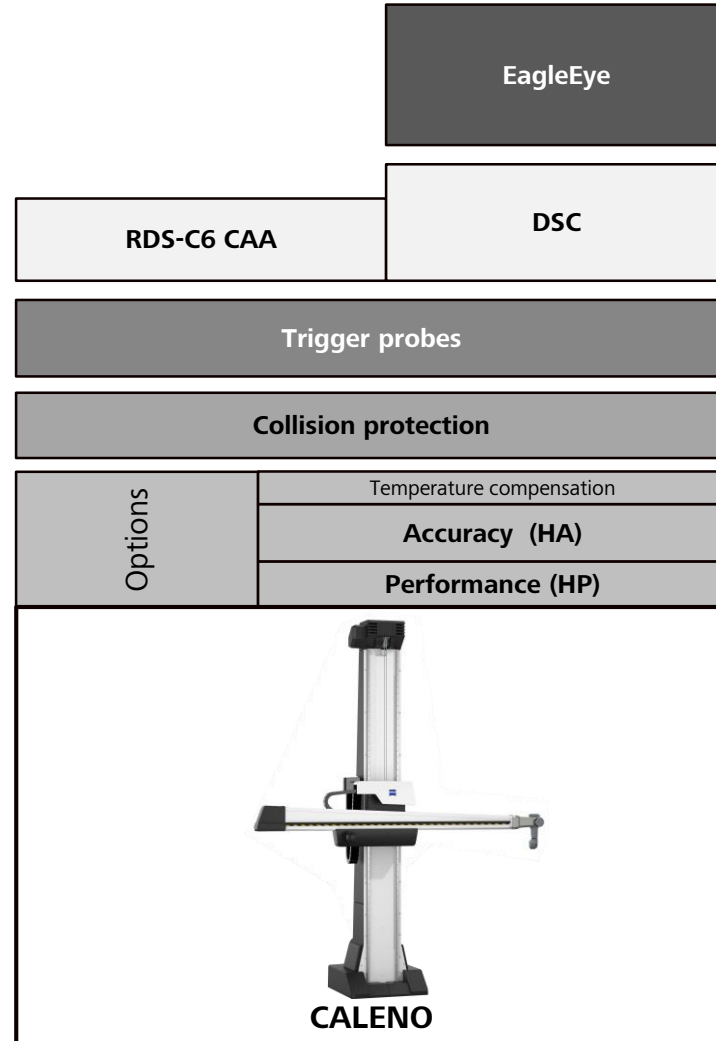 EagleEye
DSC
RDS-C6 CAA
Trigger probes
Collision protection
Options
Temperature compensation
Accuracy (HA)
Performance (HP)
CALENO